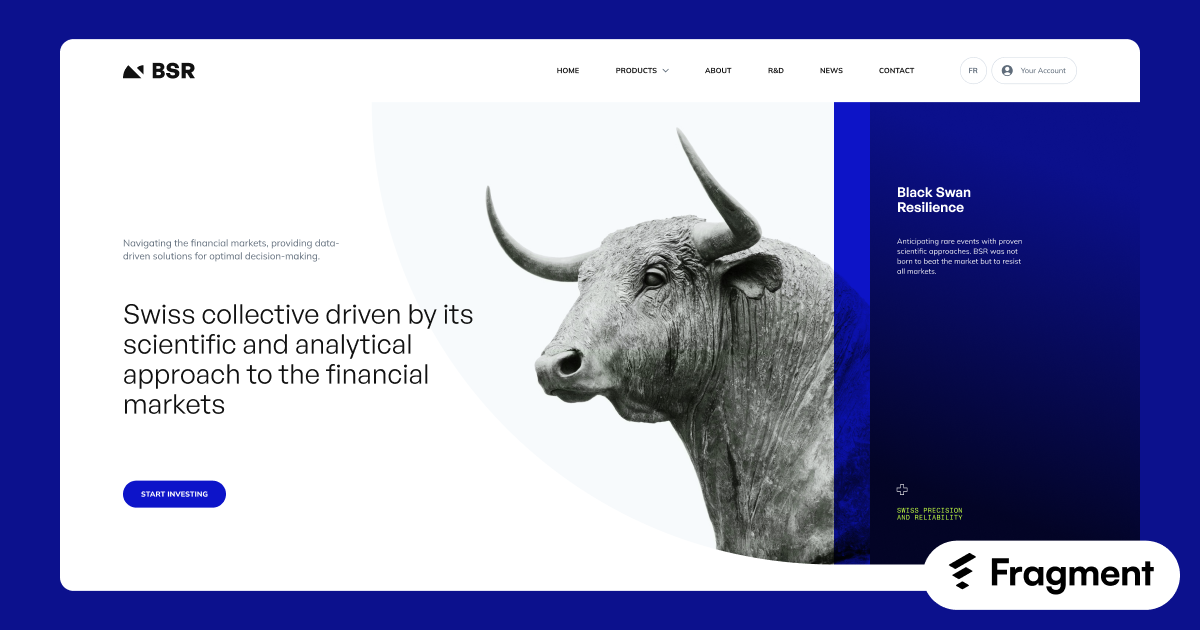 BSR
HOME
PRODUCTS
ABOUT
R&D
NEWS
CONTACT
FR
Your Account
Navigating the financial markets, providing data-
driven solutions for optimal decision-making.
Swiss collective driven by its
scientific and analytical
approach to the financial
markets
START INVESTING
Black Swan
Resilience
Anticipating rare events with proven
scientific approaches. BSR was not
born to beat the market but to resist
all markets.
SWISS PRECISION
AND RELIABILITY
Fragment